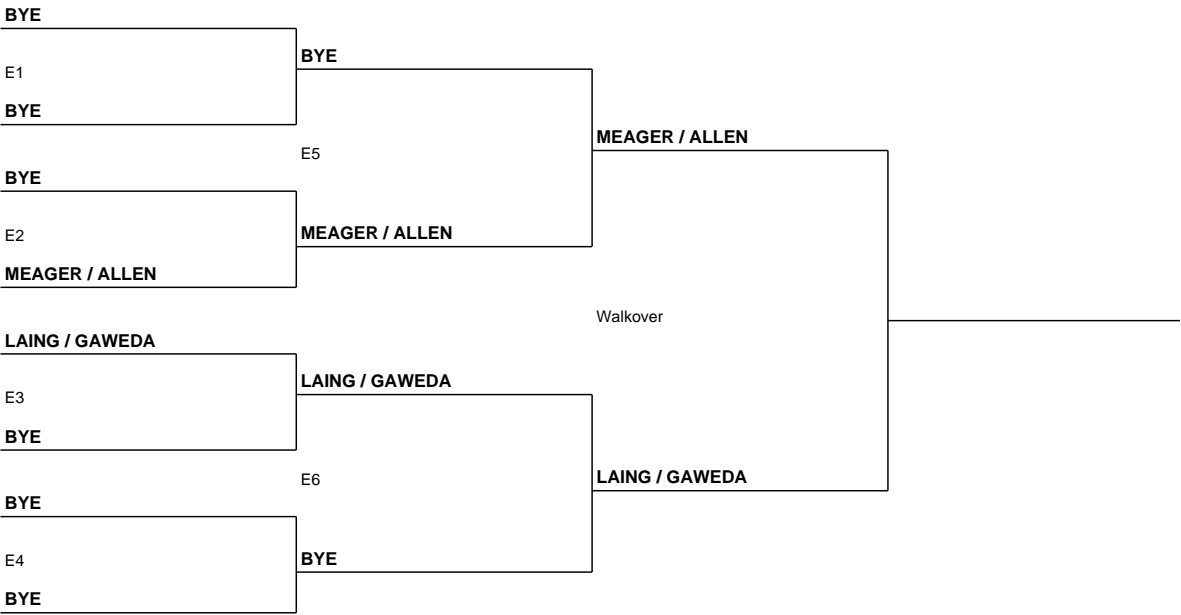 BYE
E1
BYE
BYE
E2
MEAGER / ALLEN
LAING / GAWEDA
E3
BYE
BYE
E4
BYE
BYE
E5
MEAGER / ALLEN
LAING / GAWEDA
E6
BYE
MEAGER / ALLEN
Walkover
LAING / GAWEDA